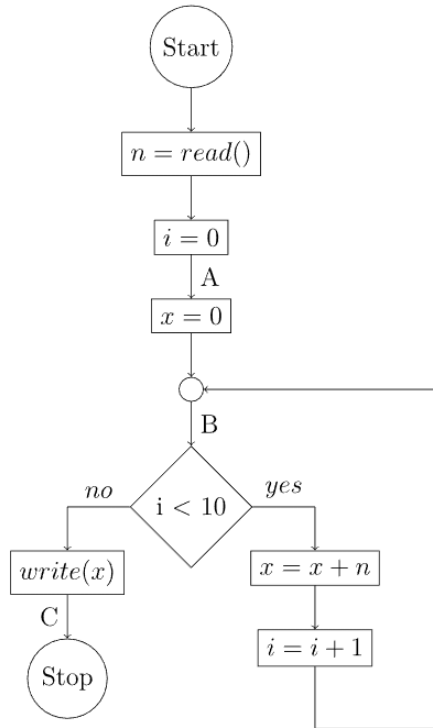 Start
n = read()
i = 0
A
x = 0
B
i < 10
no
yes
write(x)
x = x + n
C
i = i + 1
Stop